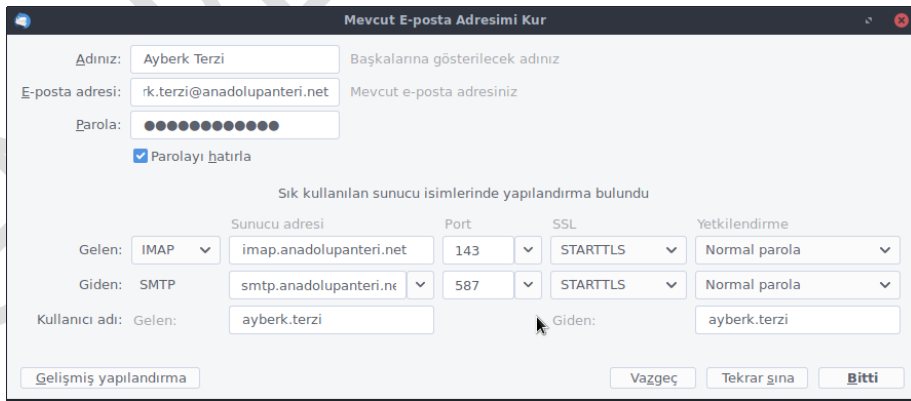 Mevcut E-posta Adresimi Kur
Adınız: Ayberk Terzi Başkalarına gösterilecek adınız
E-posta adresi: rk.terzi@anadolupanteri.net Mevcut e-posta adresiniz
Parola: ●●●●●●●●●●●●
Parolayı hatırla
Sık kullanılan sunucu isimlerinde yapılandırma bulundu
Sunucu adresi Port SSL Yetkilendirme
Gelen: IMAP imap.anadolupanteri.net 143 STARTTLS Normal parola
Giden: SMTP smtp.anadolupanteri.ne 587 STARTTLS Normal parola
Kullanıcı adı: Gelen: ayberk.terzi Giden: ayberk.terzi
Gelişmiş yapılandırma Vazgeç Tekrar sına Bitti